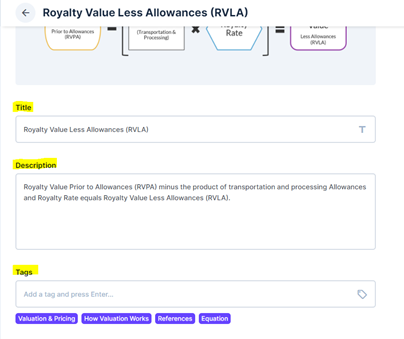 Royalty Value Less Allowances (RVLA)
Prior to Allowances
(RVPA)
(Transportation &
Processing)
Rate
Less Allowances
(RVLA)
Title
Royalty Value Less Allowances (RVLA)
Description
Royalty Value Prior to Allowances (RVPA) minus the product of transportation and processing Allowances
and Royalty Rate equals Royalty Value Less Allowances (RVLA).
Tags
Add a tag and press Enter...
Valuation & Pricing How Valuation Works References Equation